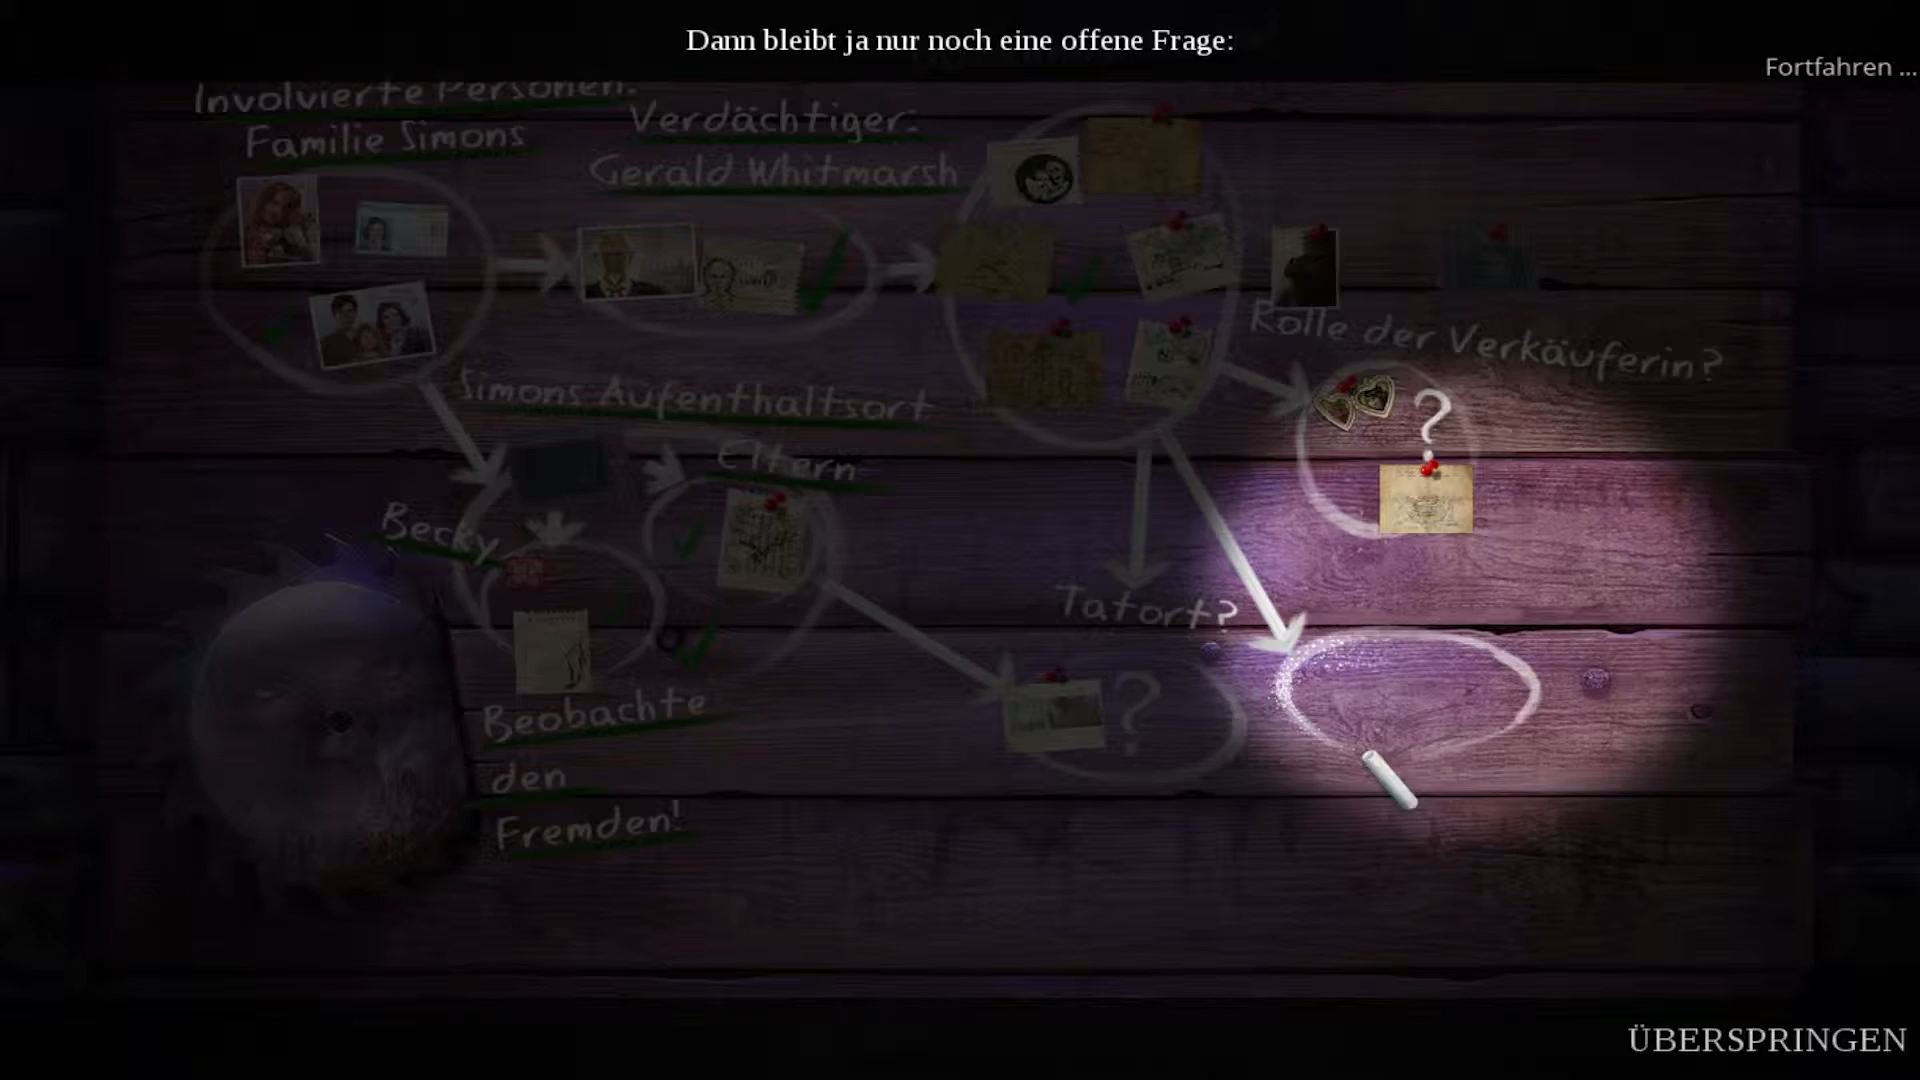 Dann bleibt ja nur noch eine offene Frage:
Fortfahren ...
Involvierte Personen:
Familie Simons
Verdächtiger:
Gerald Whitmarsh
Rolle der Verkäuferin?
Simons Aufenthaltsort
Eltern
?
Becky
Tatort?
?
Beobachte
den
Fremden!
ÜBERSPRINGEN